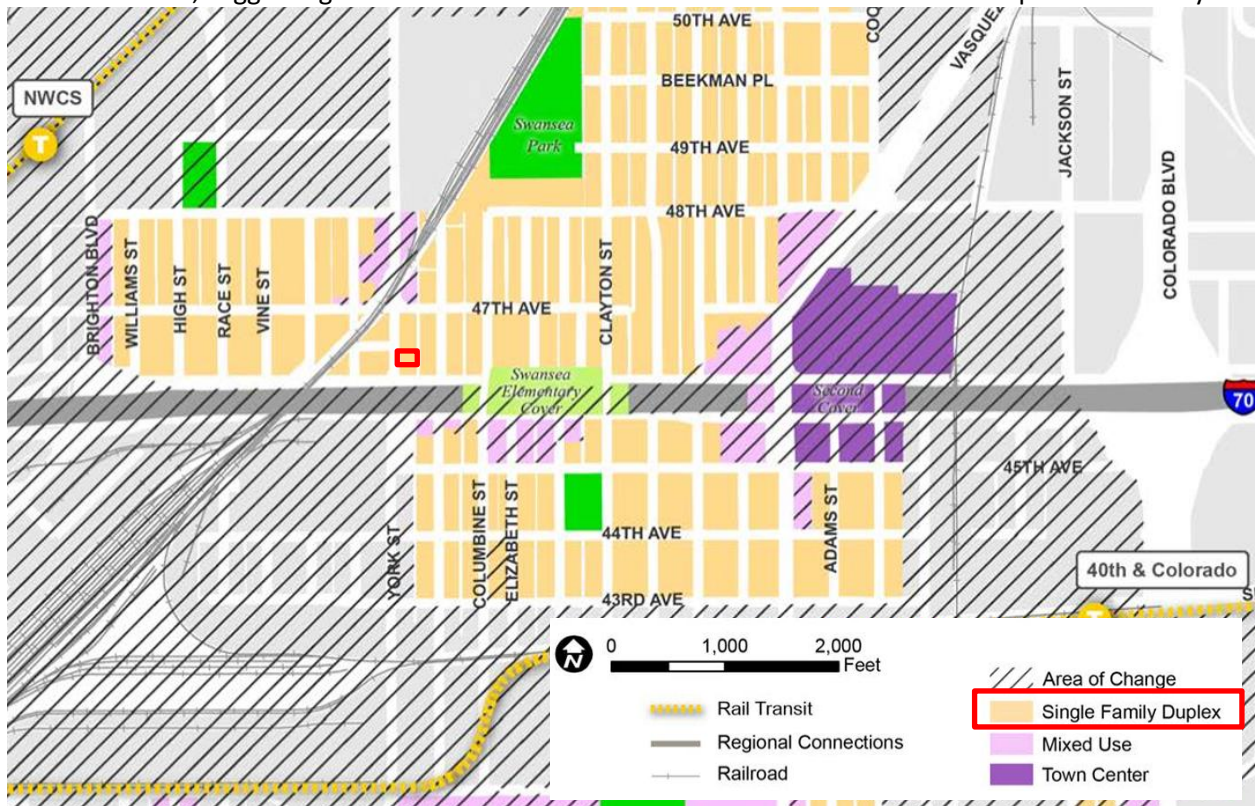 50TH AVE
VASQUEZ
BEEKMAN PL
NWCS
T
Swansea
Park
49TH AVE
JACKSON ST
COLORADO BLVD
48TH AVE
BRIGHTON BLVD
WILLIAMS ST
HIGH ST
RACE ST
VINE ST
CLAYTON ST
47TH AVE
Swansea
Elementary
Cover
Second
Cover
70
45TH AVE
YORK ST
COLUMBINE ST
ELIZABETH ST
44TH AVE
ADAMS ST
40th & Colorado
43RD AVE
N
0 1,000 2,000
Feet
Rail Transit
Regional Connections
Railroad
Area of Change
Single Family Duplex
Mixed Use
Town Center